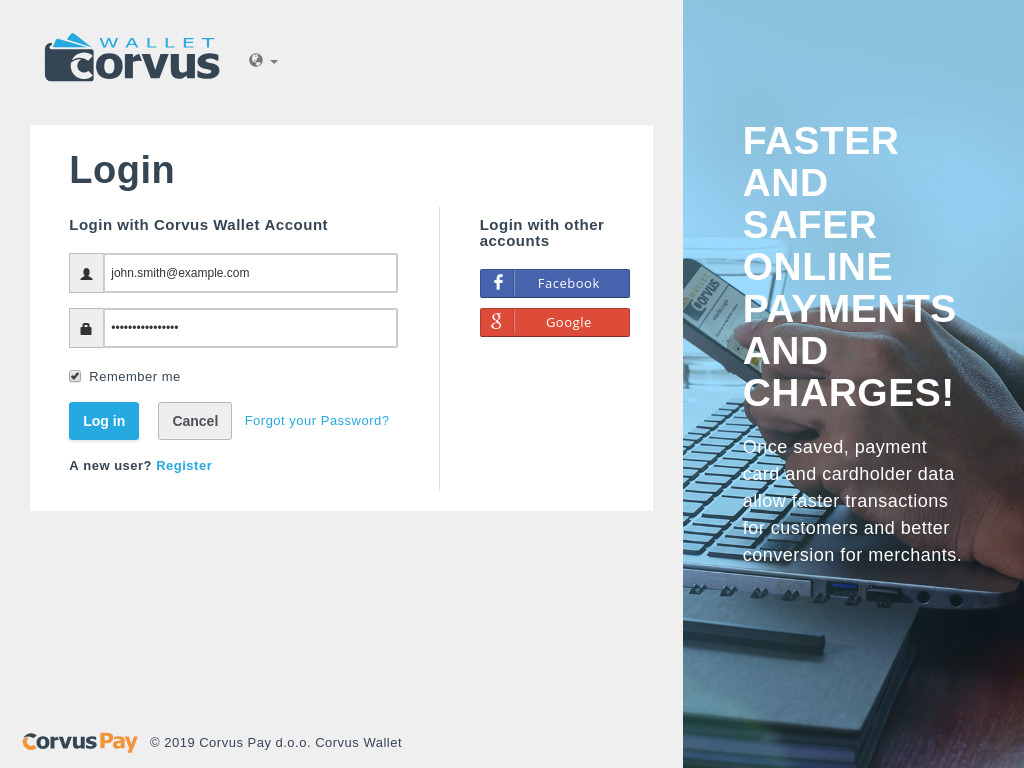 WALLET
corvus
Login
Login with Corvus Wallet Account
john.smith@example.com
••••••••••••••••
Remember me
Log in
Cancel
Forgot your Password?
A new user? Register
Login with other
accounts
Facebook
Google
FASTER
AND
SAFER
ONLINE
PAYMENTS
AND
CHARGES!
Once saved, payment
card and cardholder data
allow faster transactions
for customers and better
conversion for merchants.
CorvusPay
© 2019 Corvus Pay d.o.o. Corvus Wallet